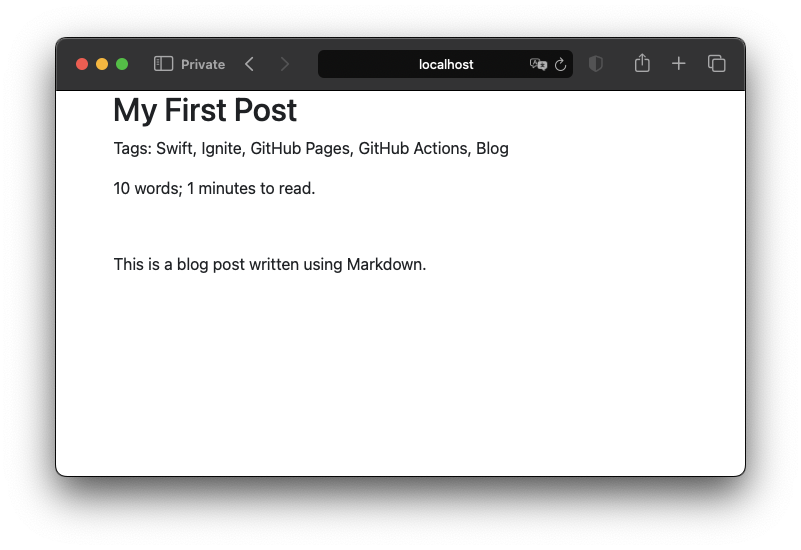 Private
localhost
My First Post
Tags: Swift, Ignite, GitHub Pages, GitHub Actions, Blog
10 words; 1 minutes to read.
This is a blog post written using Markdown.